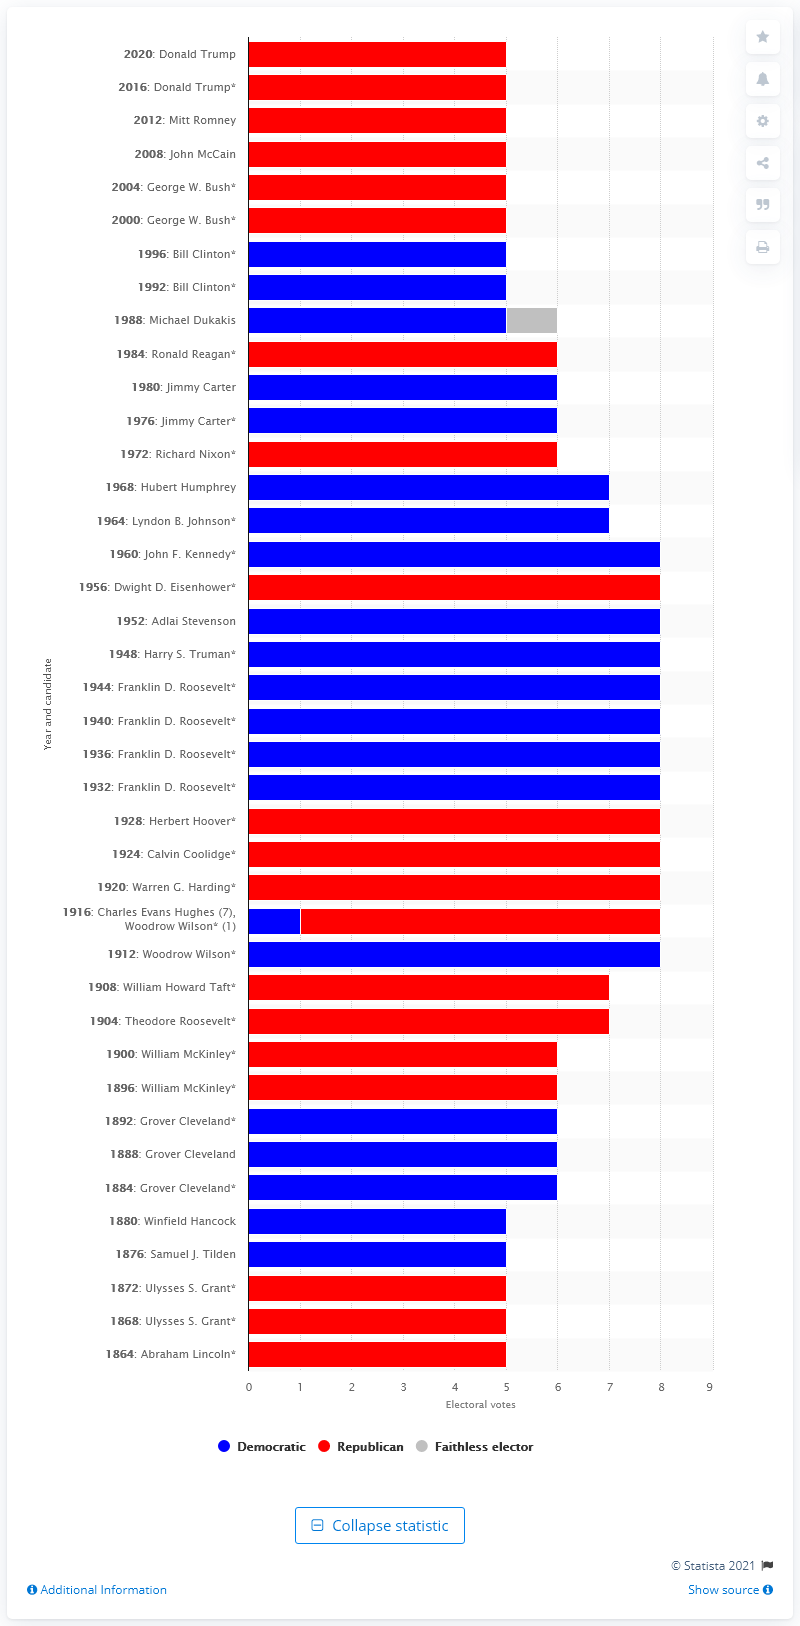 2020: Donald Trump
2016: Donald Trump*
2012: Mitt Romney
2008: John McCain
2004: George W. Bush*
2000: George W. Bush*
1996: Bill Clinton*
1992: Bill Clinton*
1988: Michael Dukakis
1984: Ronald Reagan*
1980: Jimmy Carter
1976: Jimmy Carter*
1972: Richard Nixon*
1968: Hubert Humphrey
1964: Lyndon B. Johnson*
1960: John F. Kennedy*
1956: Dwight D. Eisenhower*
1952: Adlai Stevenson
1948: Harry S. Truman*
1944: Franklin D. Roosevelt*
1940: Franklin D. Roosevelt*
1936: Franklin D. Roosevelt*
1932: Franklin D. Roosevelt*
1928: Herbert Hoover*
1924: Calvin Coolidge*
1920: Warren G. Harding*
1916: Charles Evans Hughes (7),
Woodrow Wilson* (1)
1912: Woodrow Wilson*
1908: William Howard Taft*
1904: Theodore Roosevelt*
1900: William McKinley*
1896: William McKinley*
1892: Grover Cleveland*
1888: Grover Cleveland
1884: Grover Cleveland*
1880: Winfield Hancock
1876: Samuel J. Tilden
1872: Ulysses S. Grant*
1868: Ulysses S. Grant*
1864: Abraham Lincoln*
Year and candidate
0 1 2 3 4 5 6 7 8 9
Electoral votes
Democratic Republican Faithless elector
Collapse statistic
© Statista 2021
Additional Information Show source